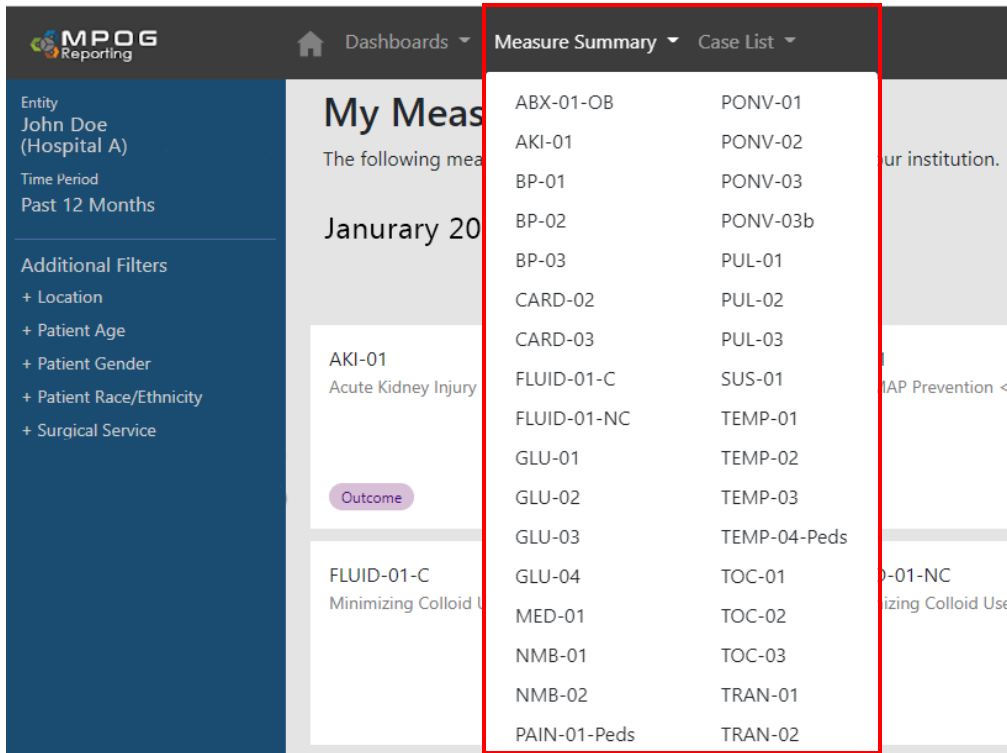 MPOG
Reporting
Dashboards
Measure Summary
Case List
Entity
John Doe
(Hospital A)
Time Period
Past 12 Months
Additional Filters
+ Location
+ Patient Age
+ Patient Gender
+ Patient Race/Ethnicity
+ Surgical Service
My Meas
The following mea
ur institution.
Janurary 20
AKI-01
Acute Kidney Injury
Outcome
MAP Prevention <
FLUID-01-C
Minimizing Colloid U
D-01-NC
izing Colloid Use
ABX-01-OB
AKI-01
BP-01
BP-02
BP-03
CARD-02
CARD-03
FLUID-01-C
FLUID-01-NC
GLU-01
GLU-02
GLU-03
GLU-04
MED-01
NMB-01
NMB-02
PAIN-01-Peds
PONV-01
PONV-02
PONV-03
PONV-03b
PUL-01
PUL-02
PUL-03
SUS-01
TEMP-01
TEMP-02
TEMP-03
TEMP-04-Peds
TOC-01
TOC-02
TOC-03
TRAN-01
TRAN-02